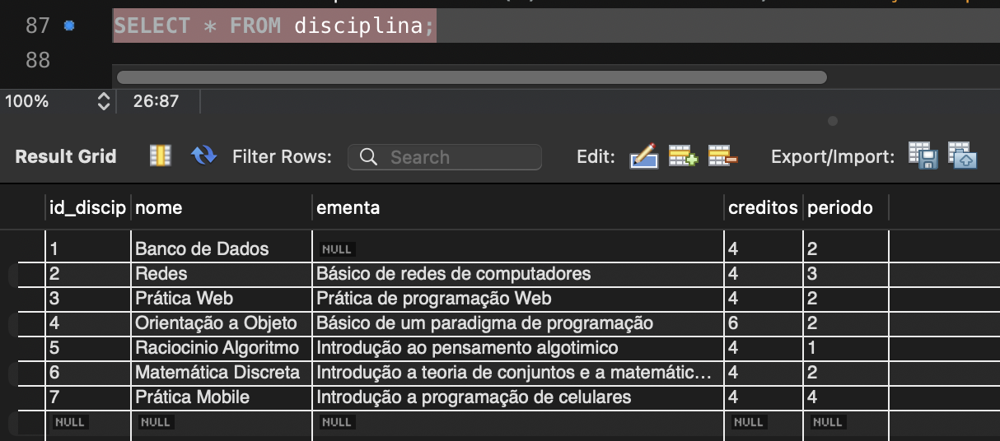 87 SELECT * FROM disciplina;
88
100% 26:87
Result Grid Filter Rows: Search Edit: Export/Import:
id_discip nome ementa creditos periodo
1 Banco de Dados NULL 4 2
2 Redes Básico de redes de computadores 4 3
3 Prática Web Prática de programação Web 4 2
4 Orientação a Objeto Básico de um paradigma de programação 6 2
5 Raciocinio Algoritmo Introdução ao pensamento algotimico 4 1
6 Matemática Discreta Introdução a teoria de conjuntos e a matemátic... 4 2
7 Prática Mobile Introdução a programação de celulares 4 4
NULL NULL NULL NULL NULL